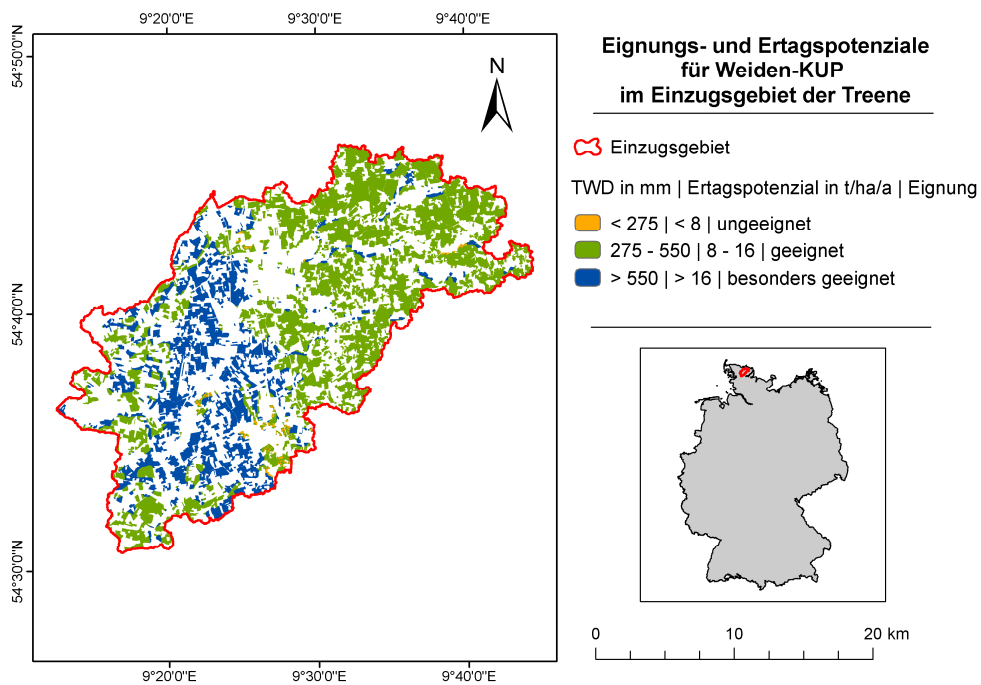 9°20'0"E 9°30'0"E 9°40'0"E
54°50'0"N
N
54°40'0"N
54°30'0"N
9°20'0"E 9°30'0"E 9°40'0"E
Eignungs- und Ertagspotenziale
für Weiden-KUP
im Einzugsgebiet der Treene
Einzugsgebiet
TWD in mm | Ertagspotenzial in t/ha/a | Eignung
< 275 | < 8 | ungeeignet
275 - 550 | 8 - 16 | geeignet
> 550 | > 16 | besonders geeignet
0 10 20 km